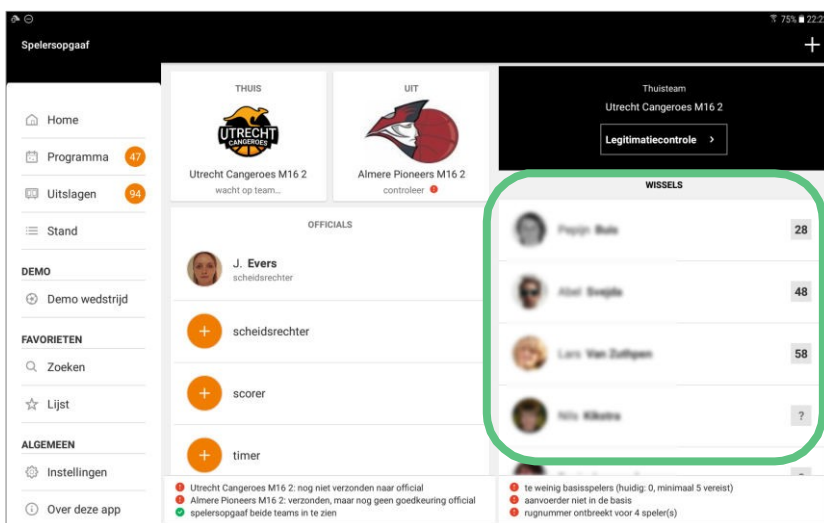 75% 22:2
Spelersopgaaf
+
Home
Programma 47
Uitslagen 94
Stand
DEMO
Demo wedstrijd
FAVORIETEN
Zoeken
Lijst
ALGEMEEN
Instellingen
Over deze app
THUIS
UTRECHT
CANGEROES
Utrecht Cangeroes M16 2
wacht op team...
UIT
Almere Pioneers M16 2
controleer
OFFICIALS
J. Evers
scheidsrechter
+ scheidsrechter
+ scorer
+ timer
Utrecht Cangeroes M16 2: nog niet verzonden naar official
Almere Pioneers M16 2: verzonden, maar nog geen goedkeuring official
spelersopgaaf beide teams in te zien
Thuisteam
Utrecht Cangeroes M16 2
Legitimatiecontrole >
WISSELS
28
48
58
?
te weinig basisspelers (huidig: 0, minimaal 5 vereist)
aanvoerder niet in de basis
rugnummer ontbreekt voor 4 speler(s)